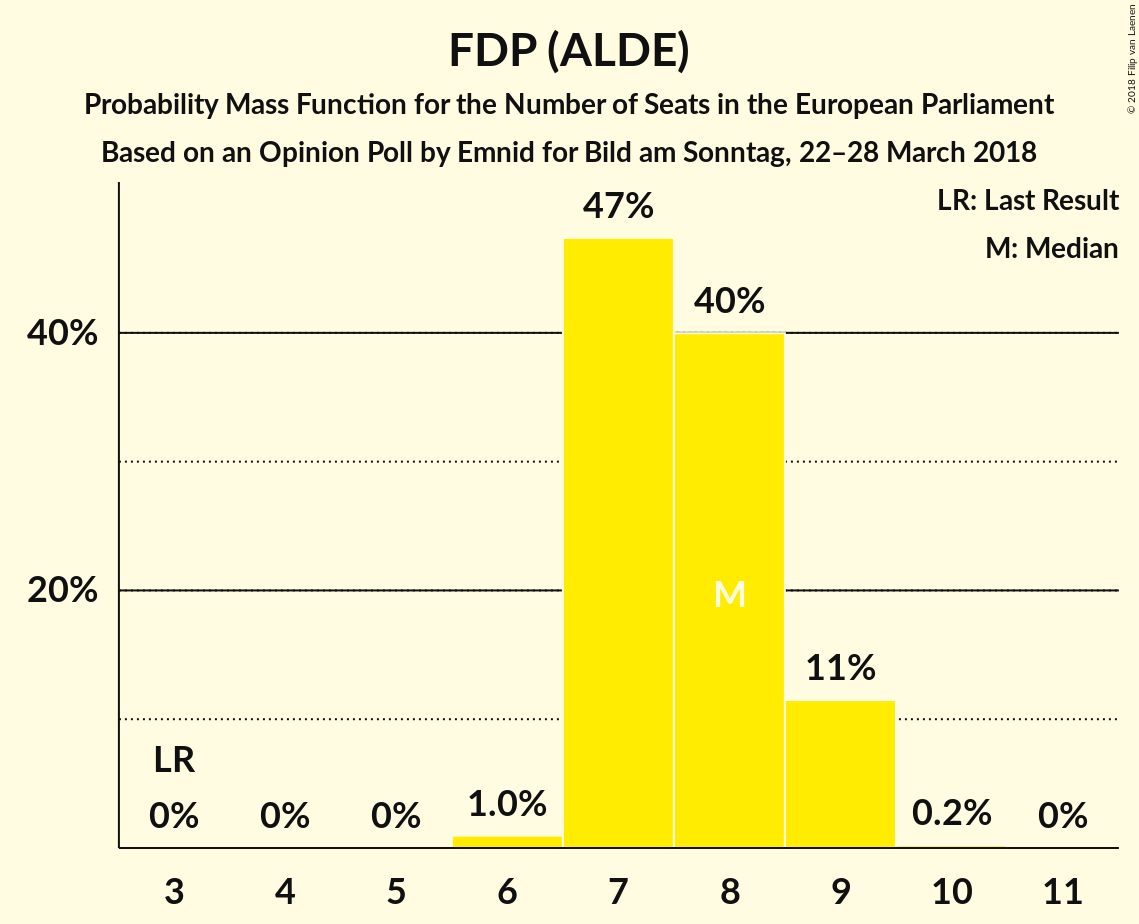 FDP (ALDE)
Probability Mass Function for the Number of Seats in the European Parliament
Based on an Opinion Poll by Emnid for Bild am Sonntag, 22–28 March 2018
© 2018 Filip van Laenen
LR: Last Result
M: Median
47%
40%
40%
20%
M
11%
LR
0%
0%
0%
1.0%
0.2%
0%
3
4
5
6
7
8
9
10
11